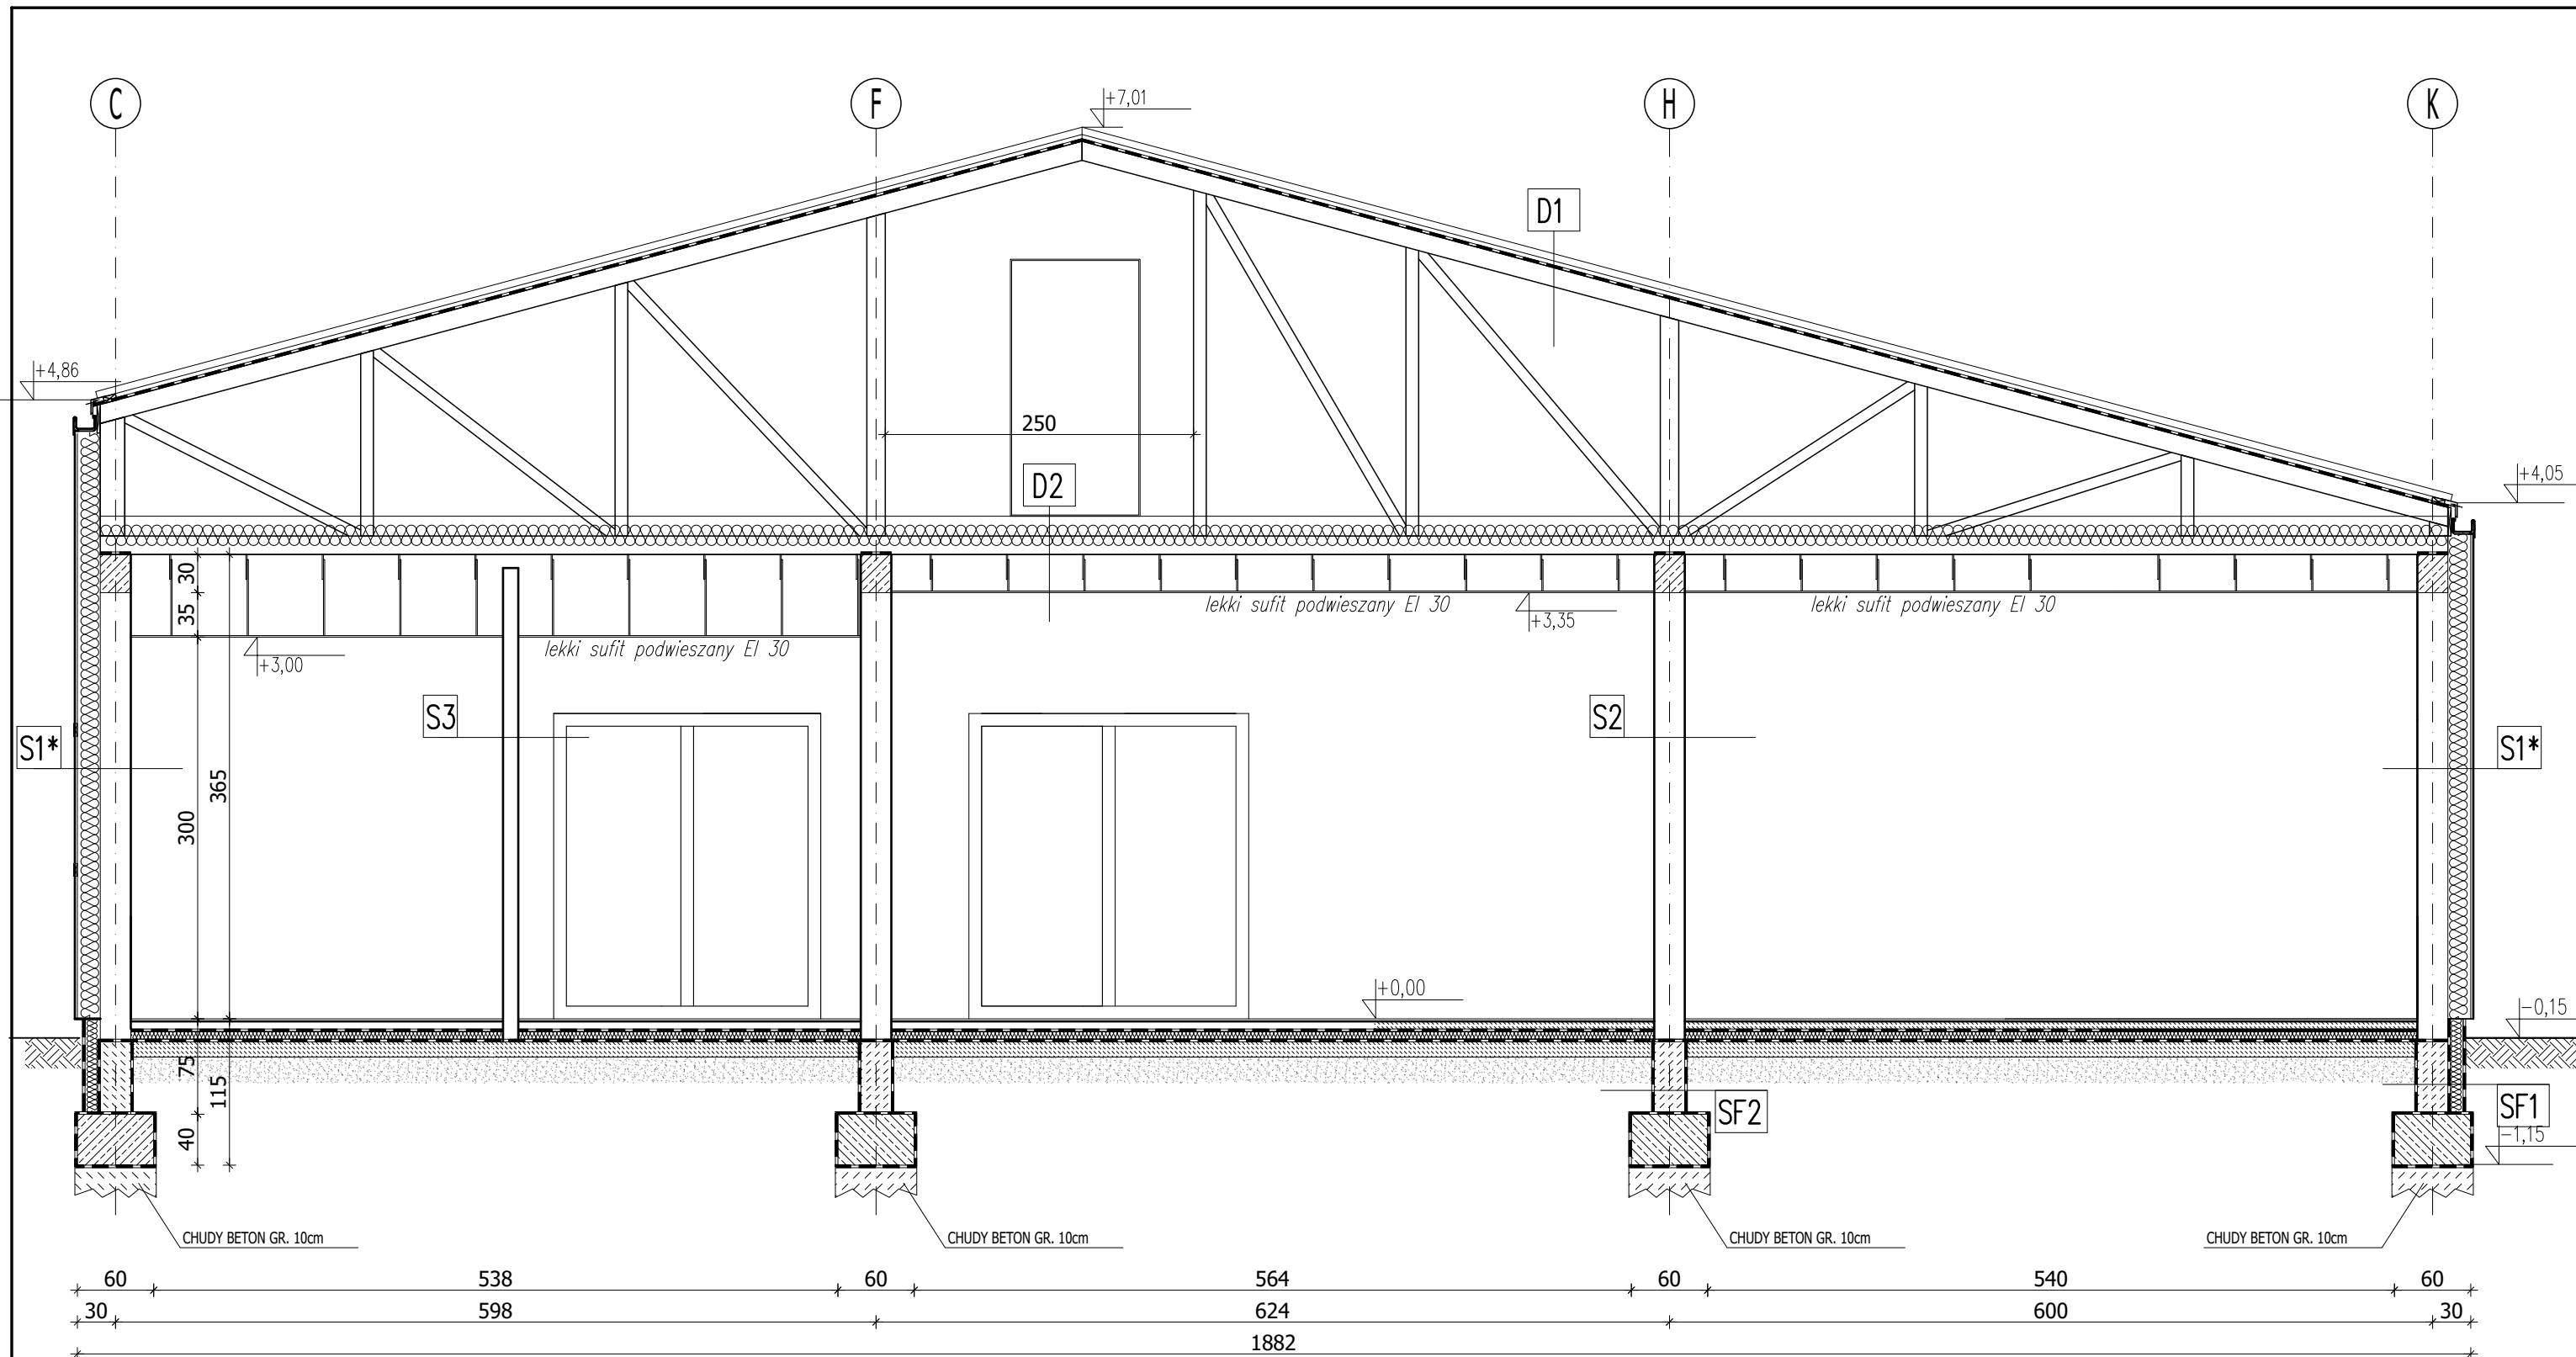 C
F
H
K
+7,01
D1
+4,86
250
D2
+4,05
30
35
lekki sufit podwieszany EI 30
+3,35
lekki sufit podwieszany EI 30
+3,00
lekki sufit podwieszany EI 30
S3
S2
S1*
S1*
300
365
+0,00
-0,15
75
115
40
SF2
SF1
-1,15
CHUDY BETON GR. 10cm
CHUDY BETON GR. 10cm
CHUDY BETON GR. 10cm
CHUDY BETON GR. 10cm
60 538 60 564 60 540 60
30 598 624 600 30
1882